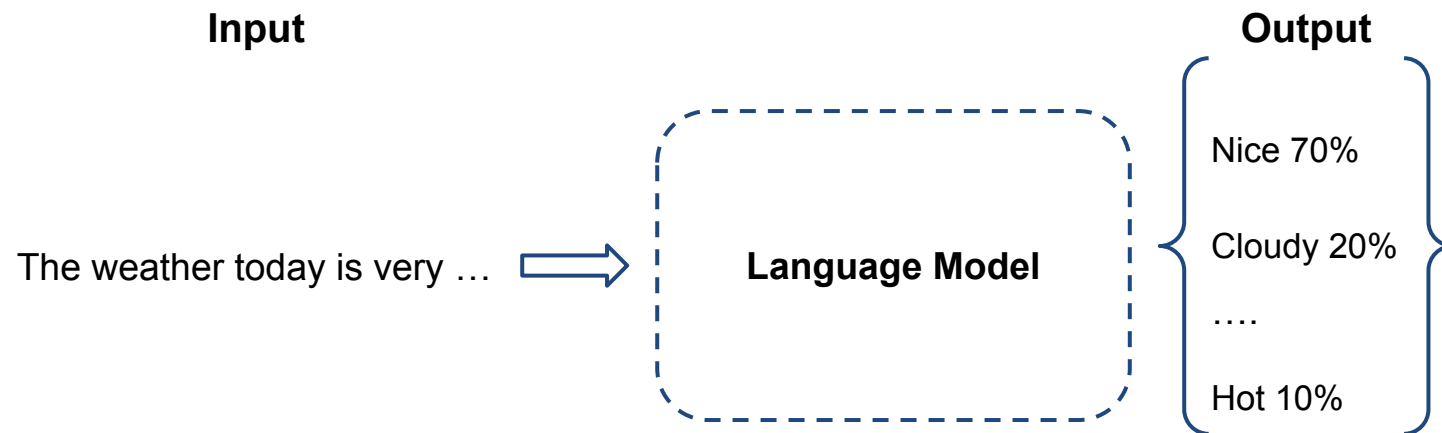 Input
Output
The weather today is very …
Language Model
Nice 70%
Cloudy 20%
….
Hot 10%